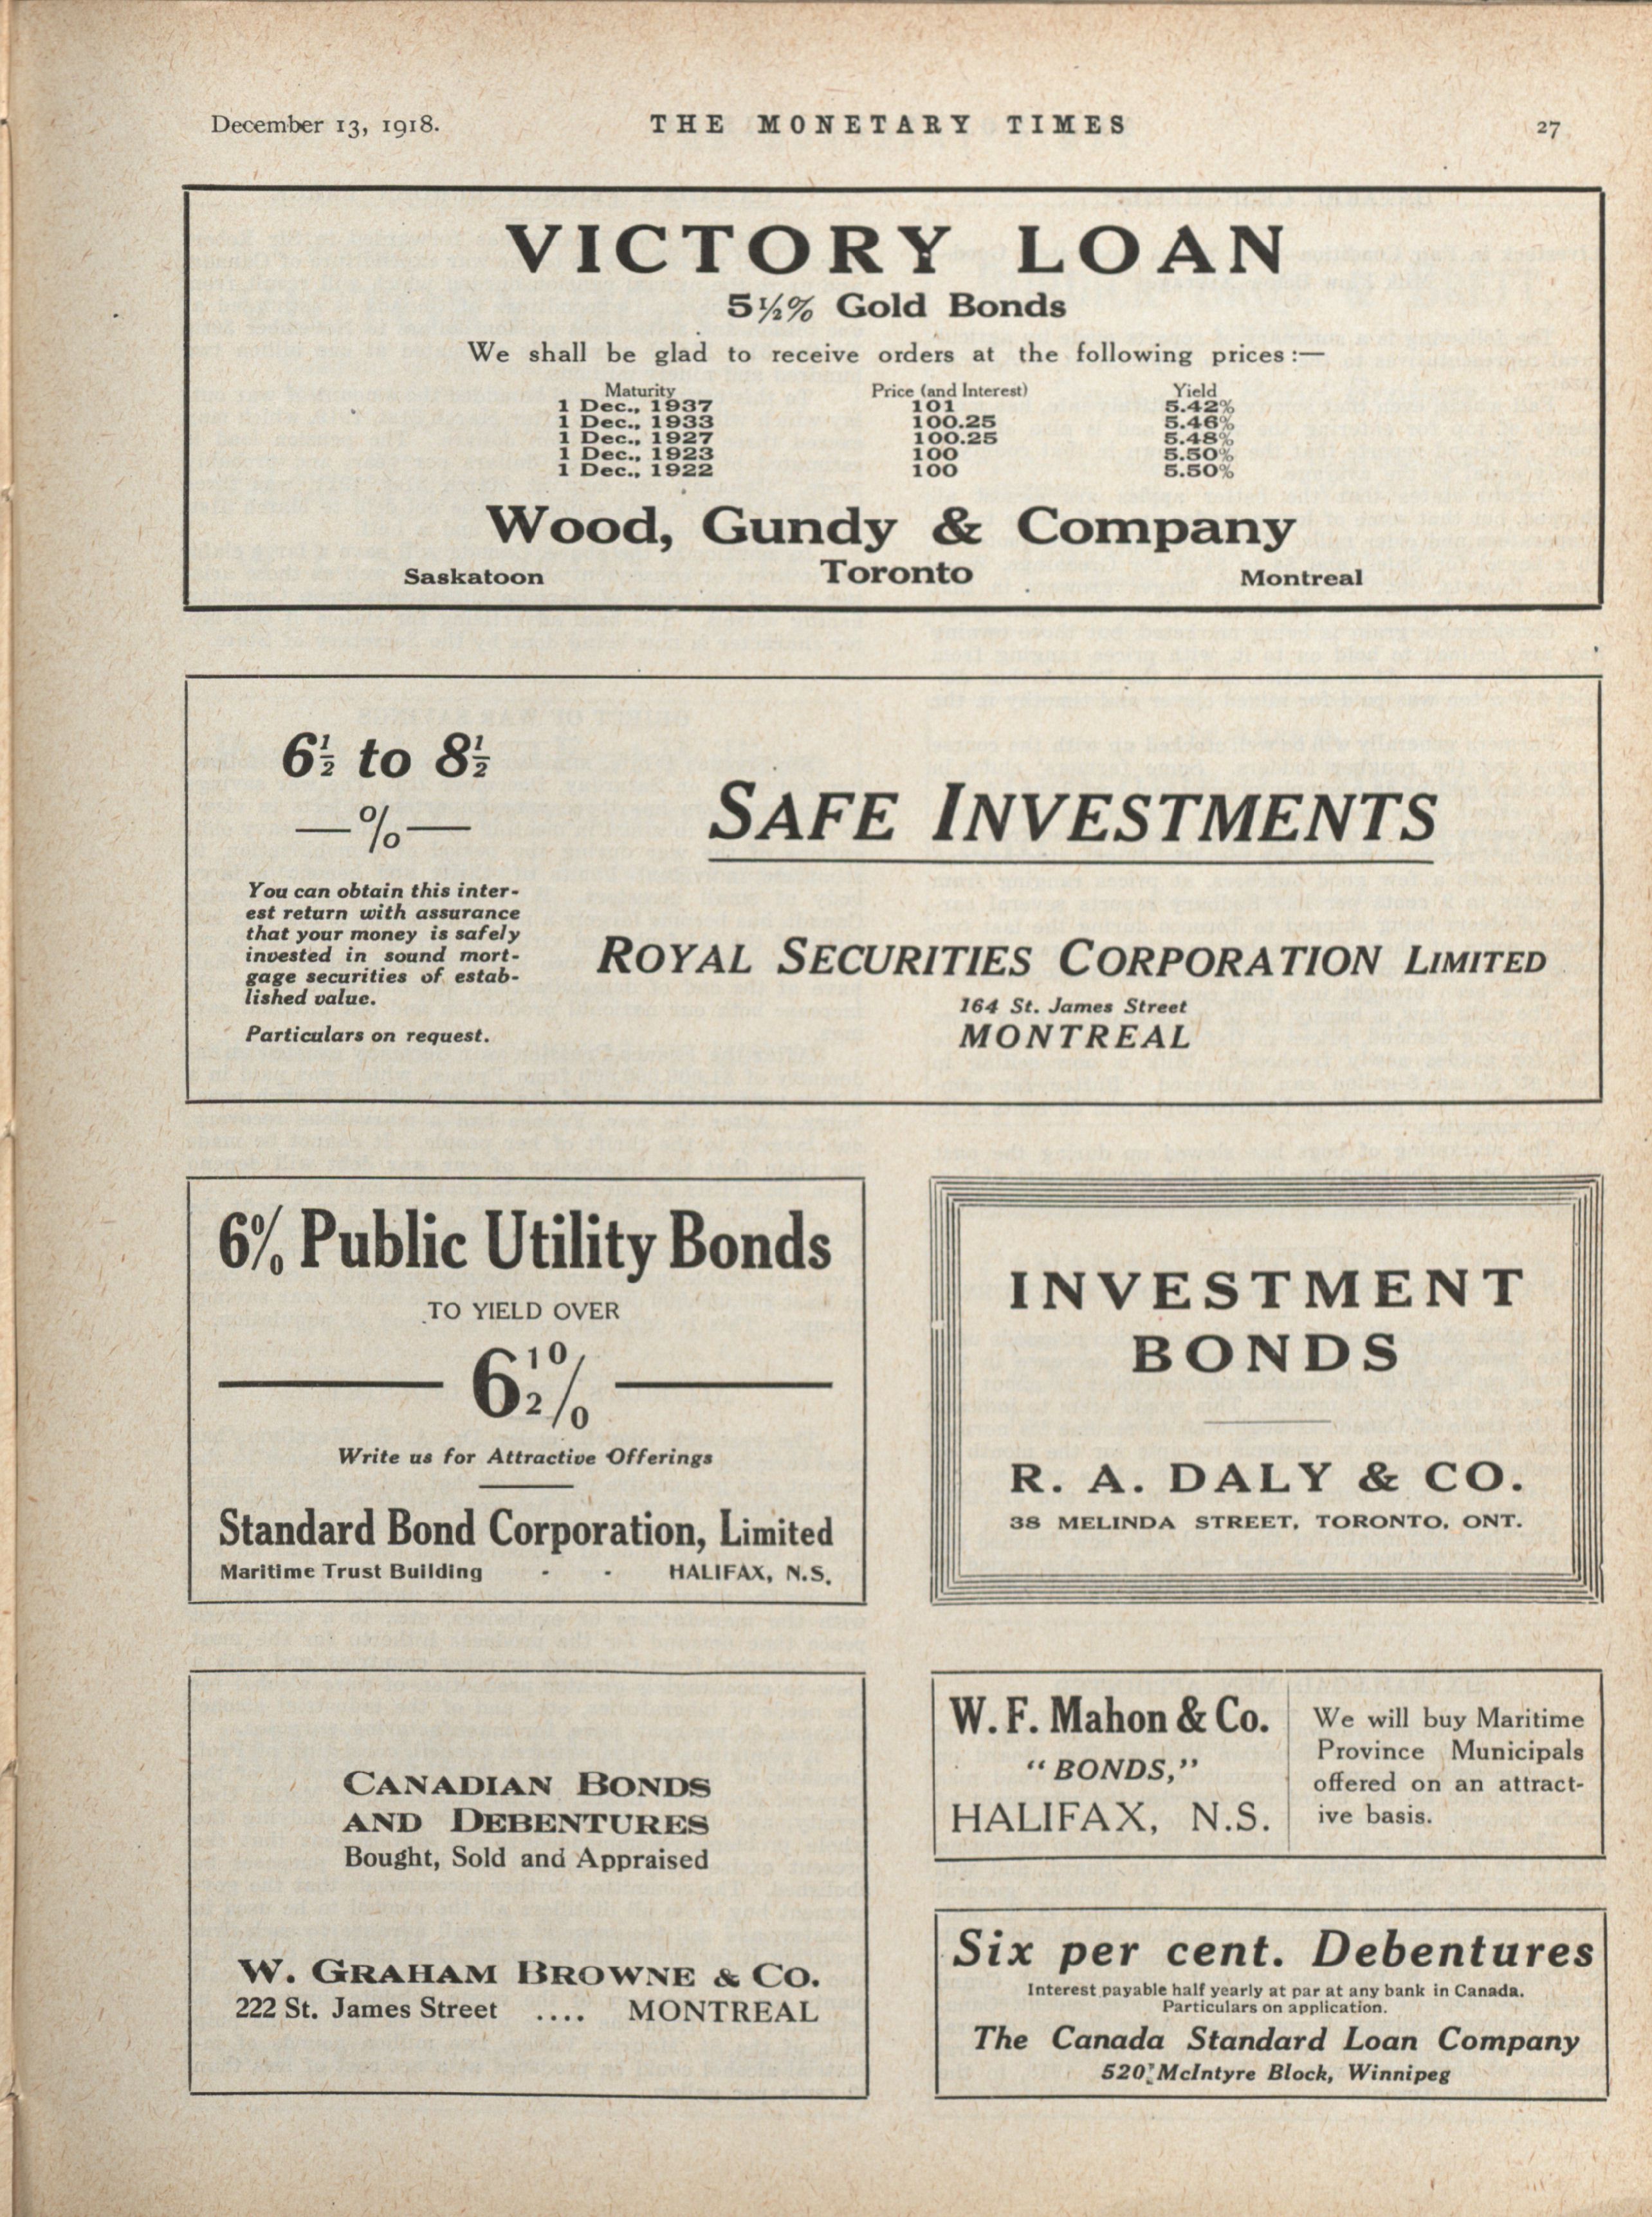 December 13, 1918.
THE MONETARY TIMES
27
VICTORY LOAN
5½% Gold Bonds
We shall be glad to receive orders at the following prices:—
Maturity Price (and Interest) Yield
1 Dec., 1937 101 5.42%
1 Dec., 1933 100.25 5.46%
1 Dec., 1927 100.25 5.48%
1 Dec., 1923 100 5.50%
1 Dec., 1922 100 5.50%
Wood, Gundy & Company
Saskatoon Toronto Montreal
6½ to 8½
—%—
You can obtain this inter-
est return with assurance
that your money is safely
invested in sound mort-
gage securities of estab-
lished value.
Particulars on request.
SAFE INVESTMENTS
ROYAL SECURITIES CORPORATION LIMITED
164 St. James Street
MONTREAL
6% Public Utility Bonds
TO YIELD OVER
6½%
Write us for Attractive Offerings
Standard Bond Corporation, Limited
Maritime Trust Building - - HALIFAX, N.S.
INVESTMENT
BONDS
R. A. DALY & CO.
38 MELINDA STREET, TORONTO, ONT.
CANADIAN BONDS
AND DEBENTURES
Bought, Sold and Appraised
W. GRAHAM BROWNE & CO.
222 St. James Street .... MONTREAL
W. F. Mahon & Co.
"BONDS,"
HALIFAX, N.S.
We will buy Maritime
Province Municipals
offered on an attract-
ive basis.
Six per cent. Debentures
Interest payable half yearly at par at any bank in Canada.
Particulars on application.
The Canada Standard Loan Company
520 McIntyre Block, Winnipeg